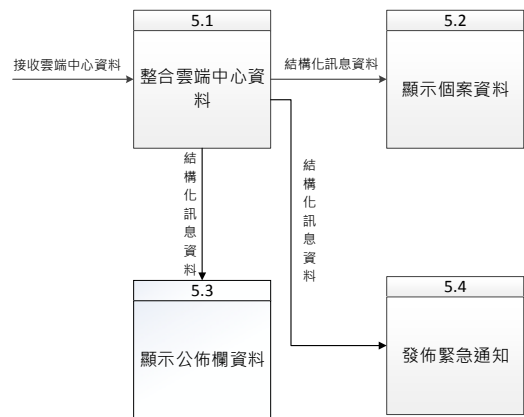 5.1
5.2
接收雲端中心資料
整合雲端中心資
料
結構化訊息資料
顯示個案資料
結構化訊息資料
結構化訊息資料
5.3
顯示公佈欄資料
5.4
發佈緊急通知